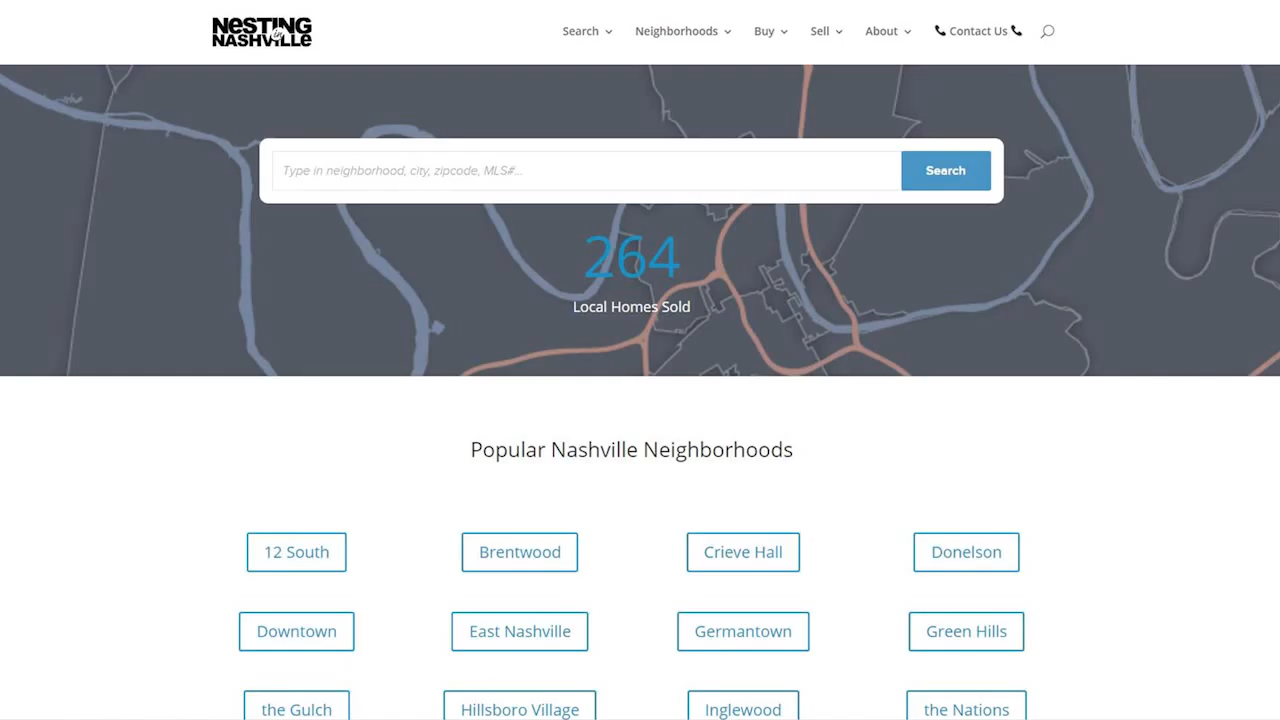 NESTING in NASHVILLE
Search Neighborhoods Buy Sell About Contact Us
Type in neighborhood, city, zipcode, MLS#...
Search
264
Local Homes Sold
Popular Nashville Neighborhoods
12 South Brentwood Crieve Hall Donelson
Downtown East Nashville Germantown Green Hills
the Gulch Hillsboro Village Inglewood the Nations